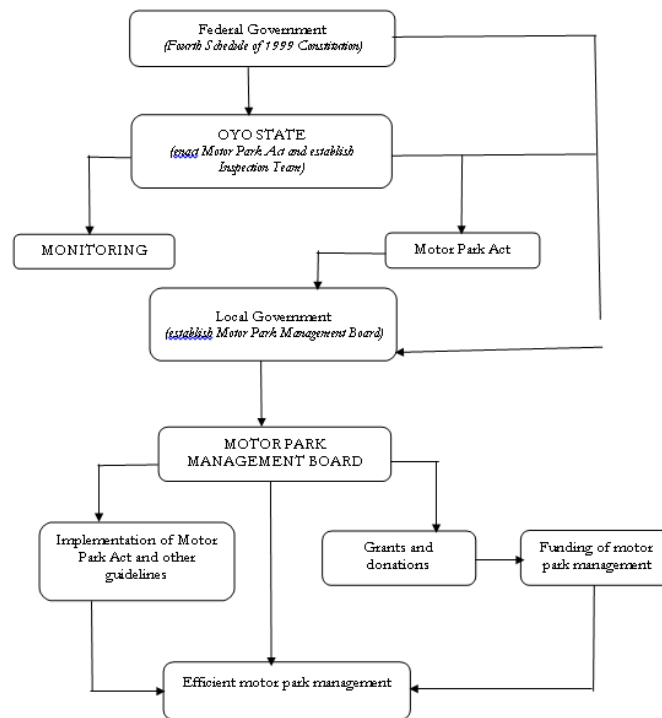 Federal Government
(Fourth Schedule of 1999 Constitution)
OYO STATE
(enact Motor Park Act and establish
Inspection Team)
MONITORING
Motor Park Act
Local Government
(establish Motor Park Management Board)
MOTOR PARK
MANAGEMENT BOARD
Implementation of Motor
Park Act and other
guidelines
Grants and
donations
Funding of motor
park management
Efficient motor park management